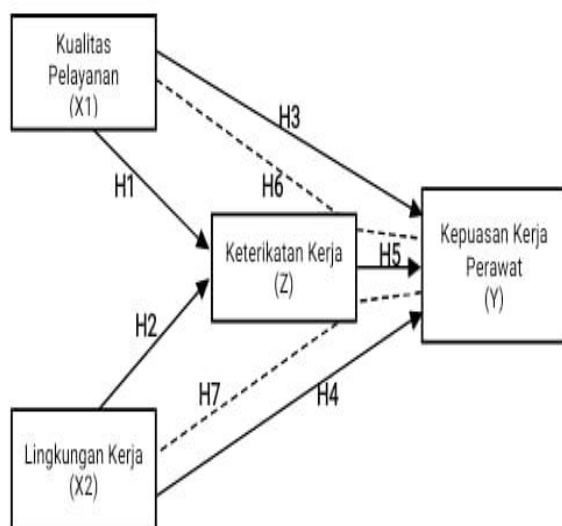 Kualitas
Pelayanan
(X1)
H3
H1
H6
Keterikatan Kerja
(Z)
H5
Kepuasan Kerja
Perawat
(Y)
H2
H7
H4
Lingkungan Kerja
(X2)